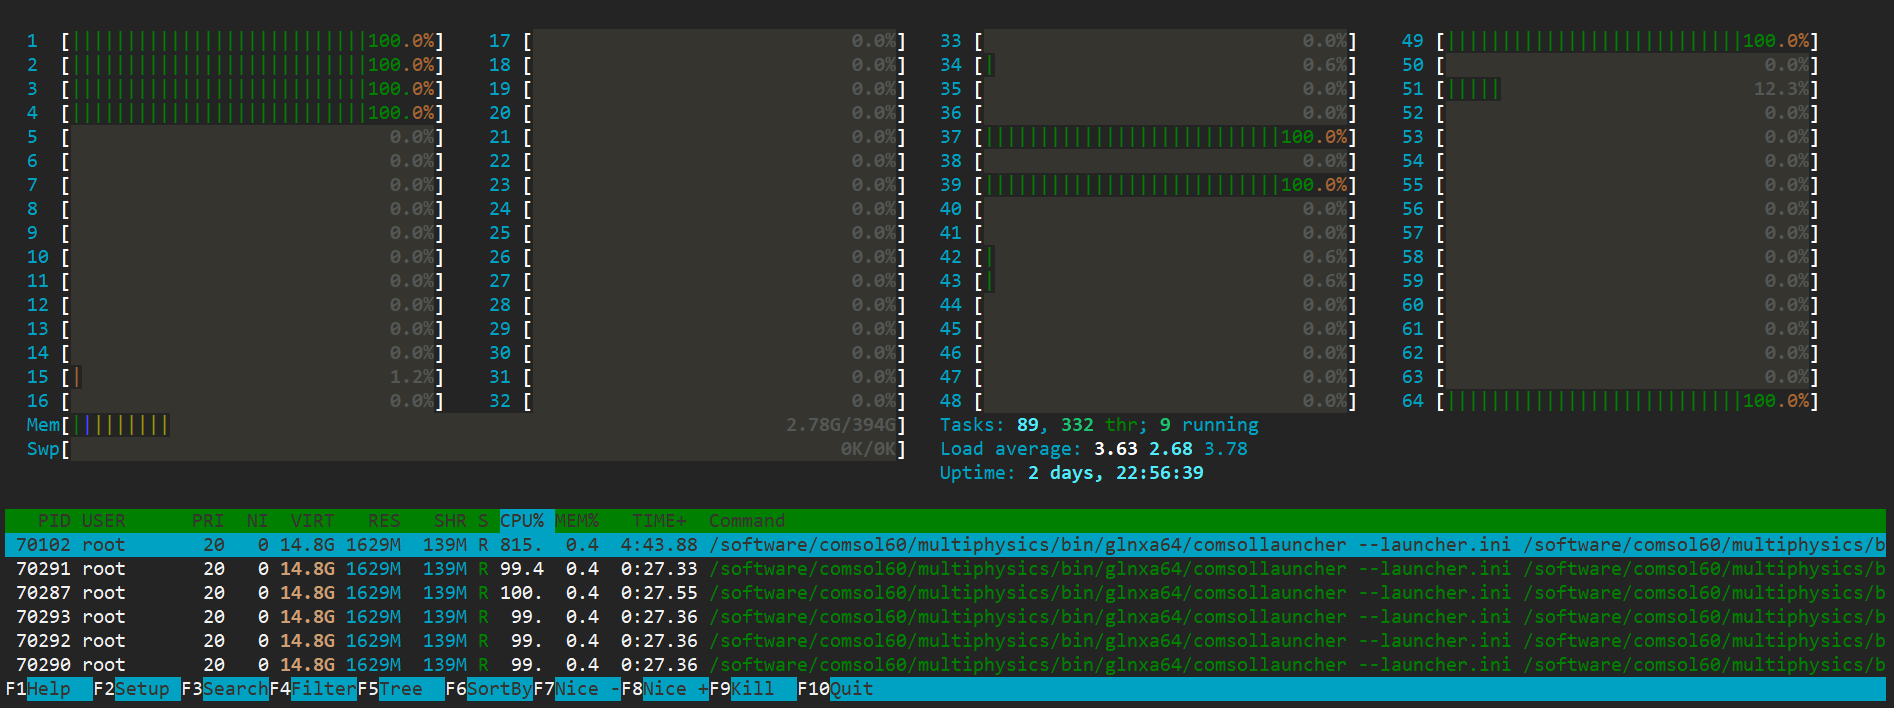 1 [||||||||||||||||||||||||||100.0%] 17 [ 0.0%] 33 [ 0.0%] 49 [||||||||||||||||||||||||||100.0%]
2 [||||||||||||||||||||||||||100.0%] 18 [ 0.0%] 34 [| 0.6%] 50 [ 0.0%]
3 [||||||||||||||||||||||||||100.0%] 19 [ 0.0%] 35 [ 0.0%] 51 [||||| 12.3%]
4 [||||||||||||||||||||||||||100.0%] 20 [ 0.0%] 36 [ 0.0%] 52 [ 0.0%]
5 [ 0.0%] 21 [ 0.0%] 37 [||||||||||||||||||||||||||100.0%] 53 [ 0.0%]
6 [ 0.0%] 22 [ 0.0%] 38 [ 0.0%] 54 [ 0.0%]
7 [ 0.0%] 23 [ 0.0%] 39 [||||||||||||||||||||||||||100.0%] 55 [ 0.0%]
8 [ 0.0%] 24 [ 0.0%] 40 [ 0.0%] 56 [ 0.0%]
9 [ 0.0%] 25 [ 0.0%] 41 [ 0.0%] 57 [ 0.0%]
10 [ 0.0%] 26 [ 0.0%] 42 [| 0.6%] 58 [ 0.0%]
11 [ 0.0%] 27 [ 0.0%] 43 [| 0.6%] 59 [ 0.0%]
12 [ 0.0%] 28 [ 0.0%] 44 [ 0.0%] 60 [ 0.0%]
13 [ 0.0%] 29 [ 0.0%] 45 [ 0.0%] 61 [ 0.0%]
14 [ 0.0%] 30 [ 0.0%] 46 [ 0.0%] 62 [ 0.0%]
15 [| 1.2%] 31 [ 0.0%] 47 [ 0.0%] 63 [ 0.0%]
16 [ 0.0%] 32 [ 0.0%] 48 [ 0.0%] 64 [||||||||||||||||||||||||||100.0%]
Mem[||||||||| 2.78G/394G] Tasks: 89, 332 thr; 9 running
Swp[ 0K/0K] Load average: 3.63 2.68 3.78
Uptime: 2 days, 22:56:39
PID USER PRI NI VIRT RES SHR S CPU% MEM% TIME+ Command
70102 root 20 0 14.8G 1629M 139M R 815. 0.4 4:43.88 /software/comsol60/multiphysics/bin/glnxa64/comsollauncher --launcher.ini /software/comsol60/multiphysics/b
70291 root 20 0 14.8G 1629M 139M R 99.4 0.4 0:27.33 /software/comsol60/multiphysics/bin/glnxa64/comsollauncher --launcher.ini /software/comsol60/multiphysics/b
70287 root 20 0 14.8G 1629M 139M R 100. 0.4 0:27.55 /software/comsol60/multiphysics/bin/glnxa64/comsollauncher --launcher.ini /software/comsol60/multiphysics/b
70293 root 20 0 14.8G 1629M 139M R 99. 0.4 0:27.36 /software/comsol60/multiphysics/bin/glnxa64/comsollauncher --launcher.ini /software/comsol60/multiphysics/b
70292 root 20 0 14.8G 1629M 139M R 99. 0.4 0:27.36 /software/comsol60/multiphysics/bin/glnxa64/comsollauncher --launcher.ini /software/comsol60/multiphysics/b
70290 root 20 0 14.8G 1629M 139M R 99. 0.4 0:27.36 /software/comsol60/multiphysics/bin/glnxa64/comsollauncher --launcher.ini /software/comsol60/multiphysics/b
F1Help F2Setup F3SearchF4FilterF5Tree F6SortByF7Nice -F8Nice +F9Kill F10Quit